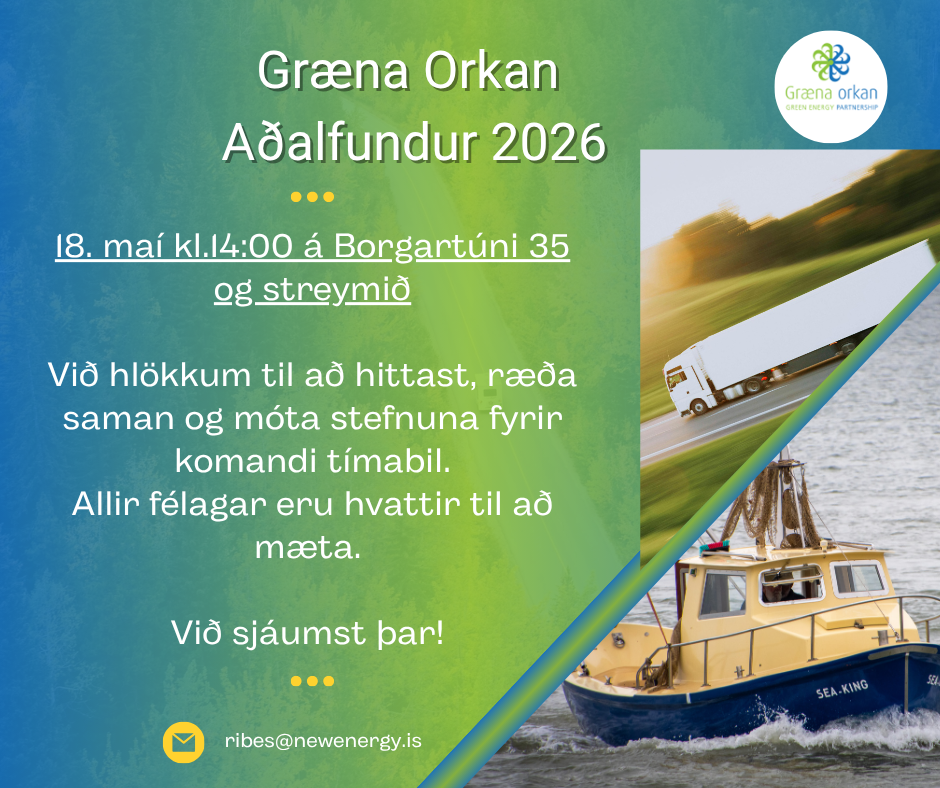 Græna Orkan
Aðalfundur 2026
Græna orkan
GREEN ENERGY PARTNERSHIP
18. maí kl.14:00 á Borgartúni 35
og streymið
Við hlökkum til að hittast, ræða
saman og móta stefnuna fyrir
komandi tímabil.
Allir félagar eru hvattir til að
mæta.
Við sjáumst þar!
ribes@newenergy.is
SEA-KING
SEA-